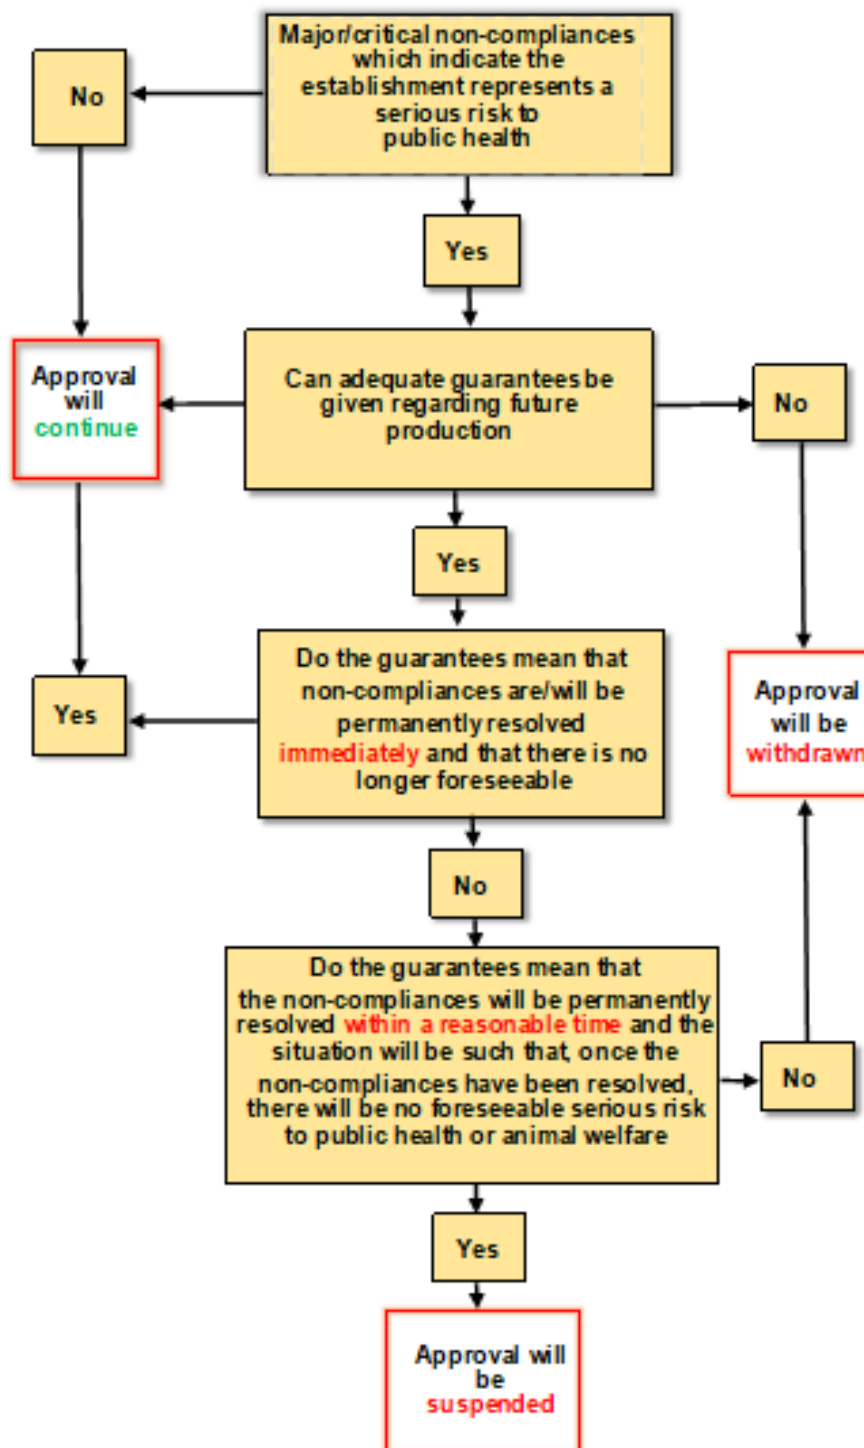 Major/critical non-compliances
which indicate the
establishment represents a
serious risk to
public health
No
Yes
Approval
will
continue
Can adequate guarantees be
given regarding future
production
No
Yes
Do the guarantees mean that
non-compliances are/will be
permanently resolved
immediately and that there is no
longer foreseeable
Yes
Approval
will be
withdrawn
No
Do the guarantees mean that
the non-compliances will be permanently
resolved within a reasonable time and the
situation will be such that, once the
non-compliances have been resolved,
there will be no foreseeable serious risk
to public health or animal welfare
No
Yes
Approval will
be
suspended